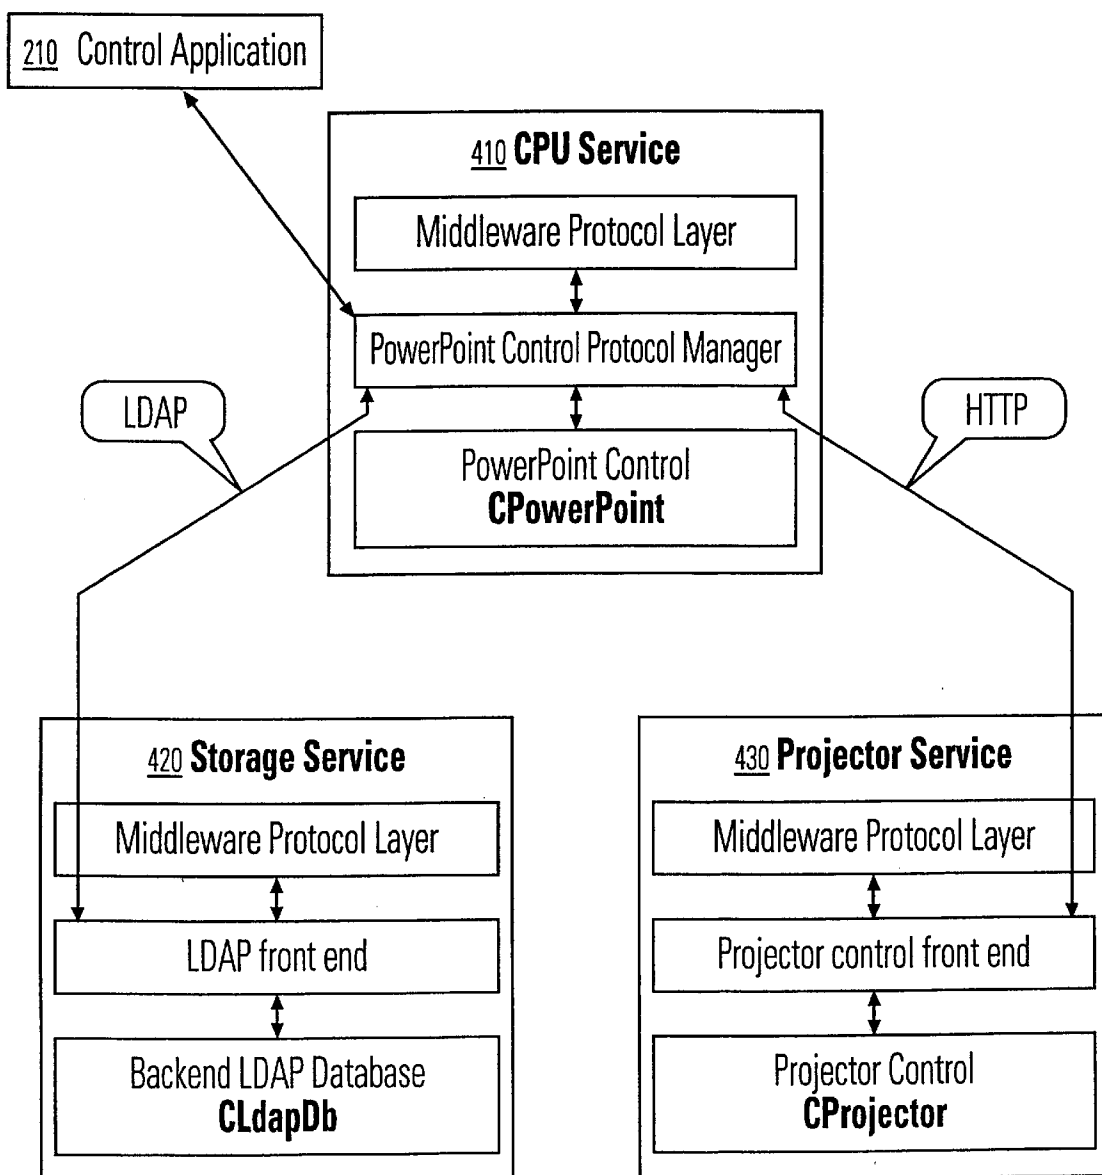 210 Control Application
410 CPU Service
Middleware Protocol Layer
PowerPoint Control Protocol Manager
LDAP
HTTP
PowerPoint Control
CPowerPoint
420 Storage Service
Middleware Protocol Layer
LDAP front end
Backend LDAP Database
CLdapDb
430 Projector Service
Middleware Protocol Layer
Projector control front end
Projector Control
CProjector